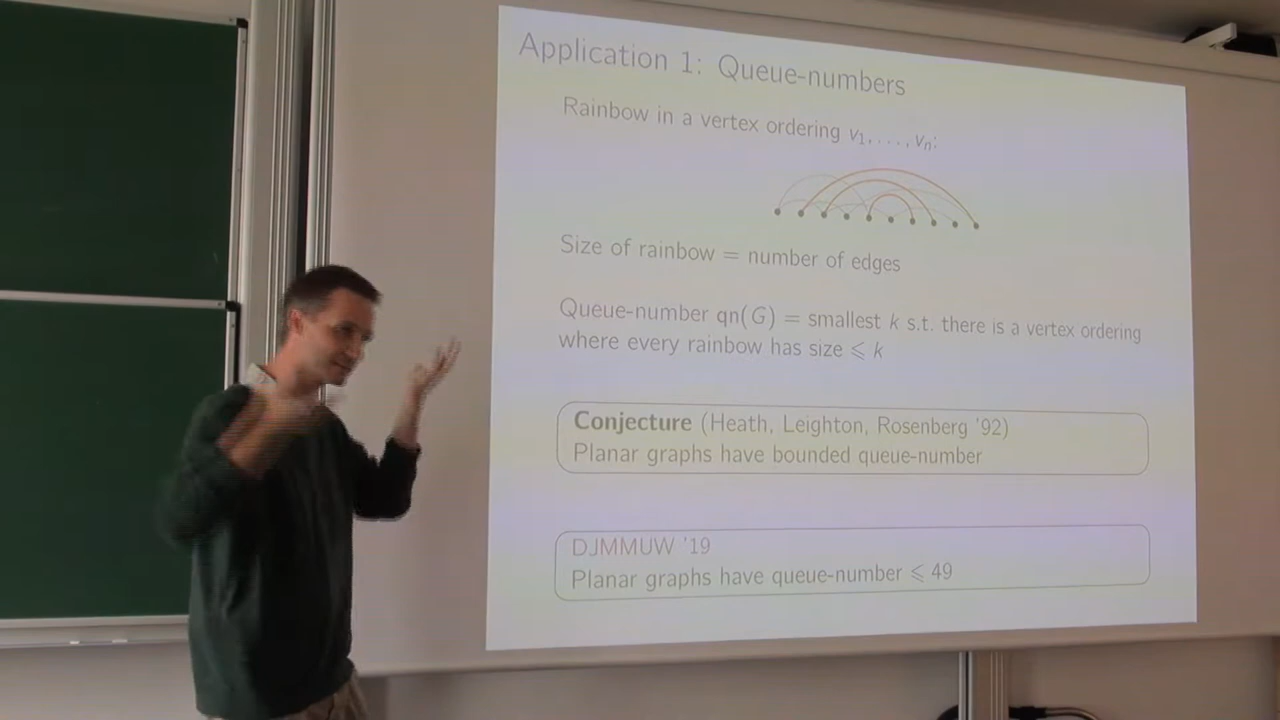 Application 1: Queue-numbers
Rainbow in a vertex ordering v₁, . . . , vₙ:
Size of rainbow = number of edges
Queue-number qn(G) = smallest k s.t. there is a vertex ordering
where every rainbow has size ⩽ k
Conjecture (Heath, Leighton, Rosenberg '92)
Planar graphs have bounded queue-number
DJMMUW '19
Planar graphs have queue-number ⩽ 49